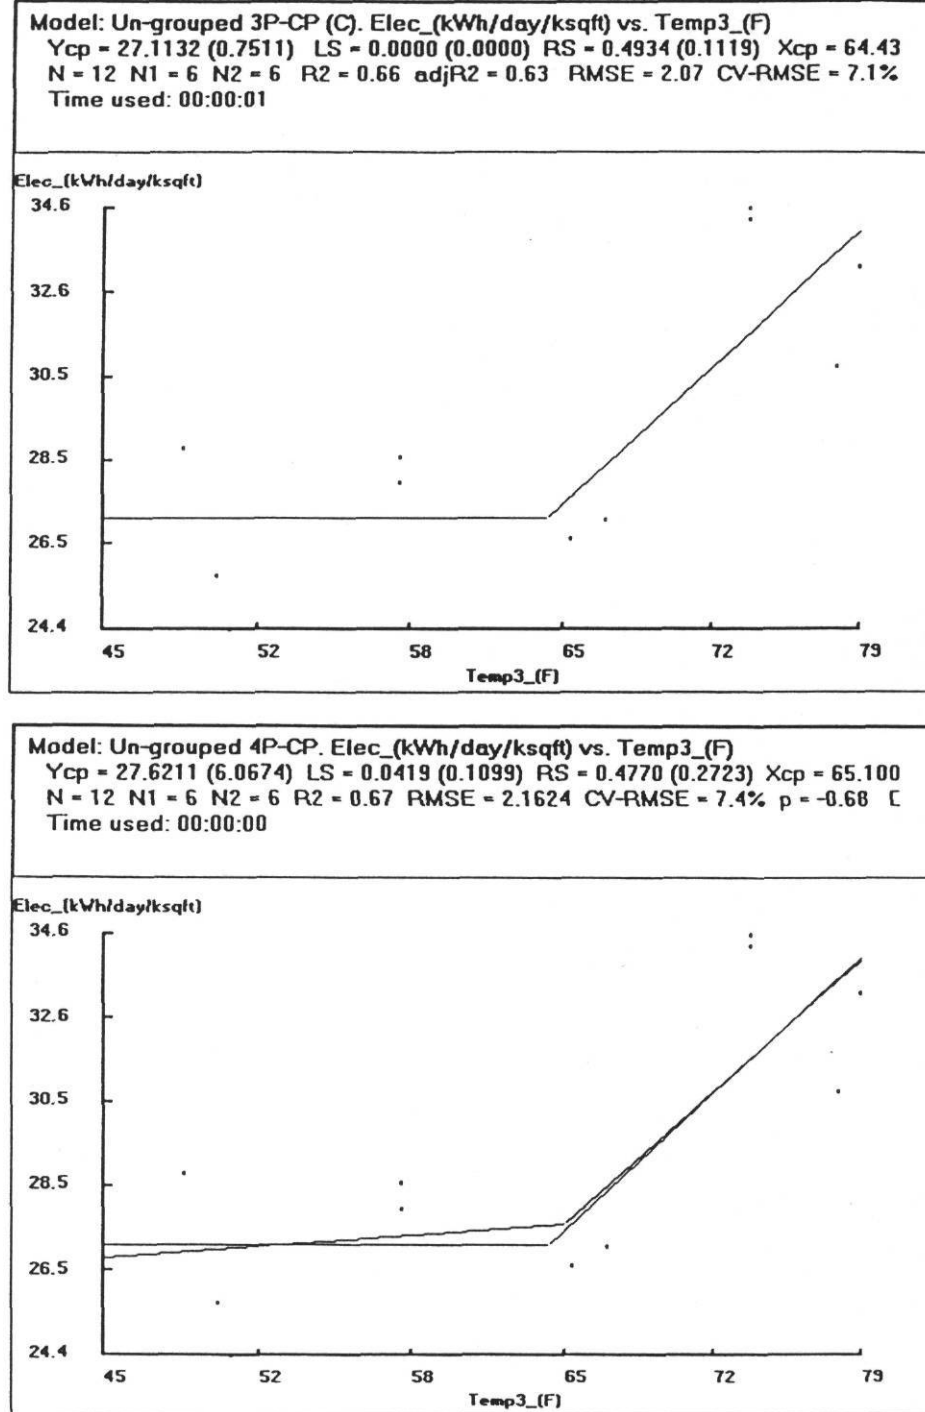 Model: Un-grouped 3P-CP (C). Elec_(kWh/day/ksqft) vs. Temp3_(F)
Ycp = 27.1132 (0.7511) LS = 0.0000 (0.0000) RS = 0.4934 (0.1119) Xcp = 64.43
N = 12 N1 = 6 N2 = 6 R2 = 0.66 adjR2 = 0.63 RMSE = 2.07 CV-RMSE = 7.1%
Time used: 00:00:01
Elec_(kWh/day/ksqft)
34.6
32.6
30.5
28.5
26.5
24.4
45 52 58 65 72 79
Temp3_(F)
Model: Un-grouped 4P-CP. Elec_(kWh/day/ksqft) vs. Temp3_(F)
Ycp = 27.6211 (6.0674) LS = 0.0419 (0.1099) RS = 0.4770 (0.2723) Xcp = 65.100
N = 12 N1 = 6 N2 = 6 R2 = 0.67 RMSE = 2.1624 CV-RMSE = 7.4% p = -0.68
Time used: 00:00:00
Elec_(kWh/day/ksqft)
34.6
32.6
30.5
28.5
26.5
24.4
45 52 58 65 72 79
Temp3_(F)